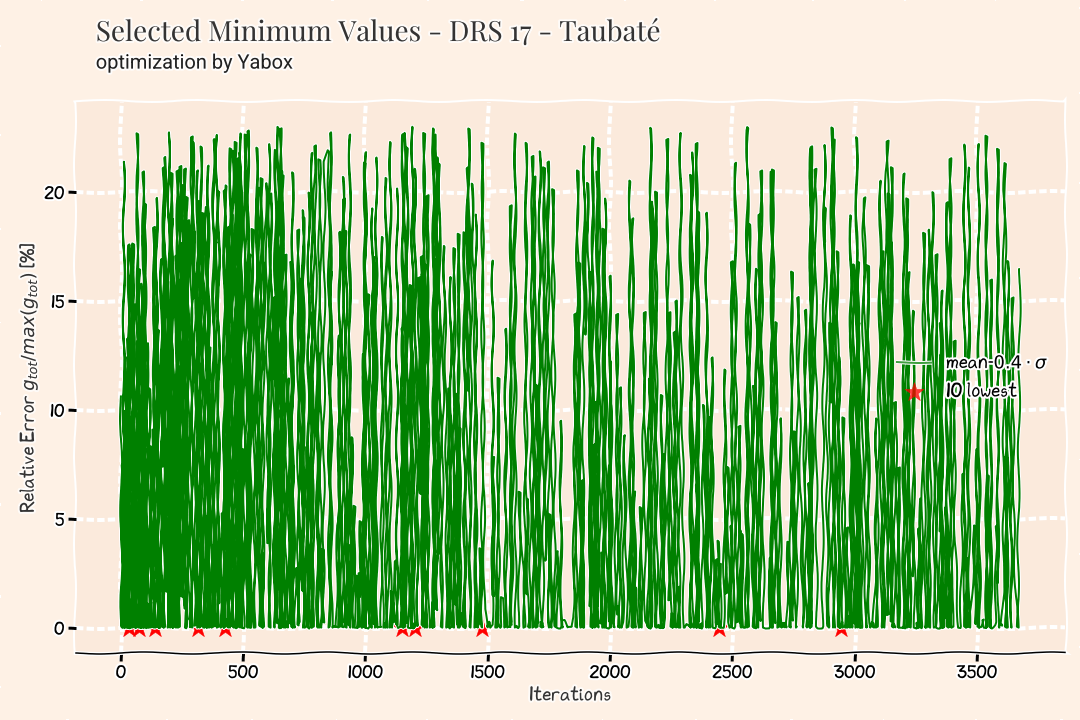 Selected Minimum Values - DRS 17 - Taubaté
optimization by Yabox
Relative Error g_tot/max(g_tot) [%]
20
15
10
5
0
mean-0.4 · σ
10 lowest
0 500 1000 1500 2000 2500 3000 3500
Iterations